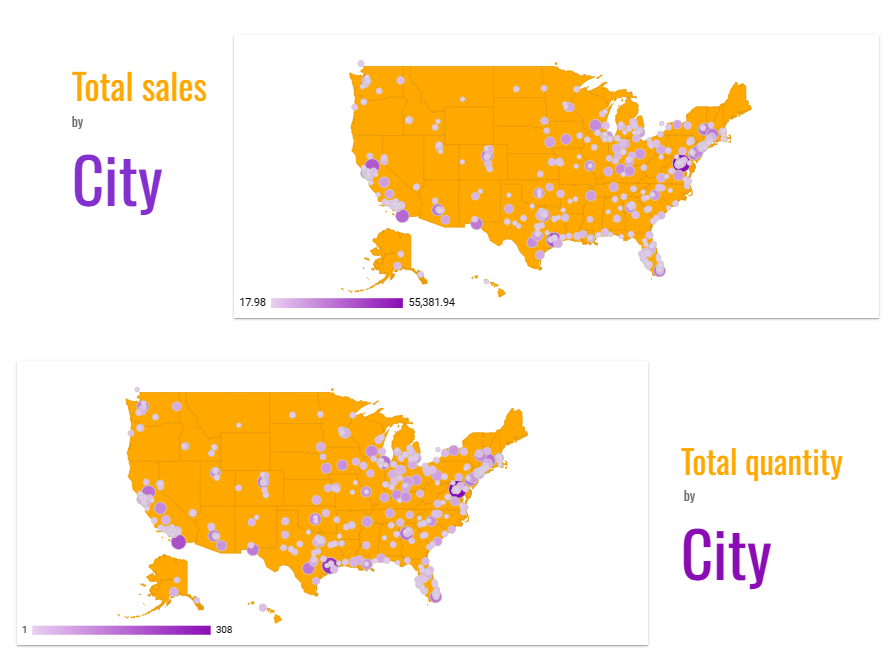 Total sales
by
City
17.98
55,381.94
Total quantity
by
City
1
308